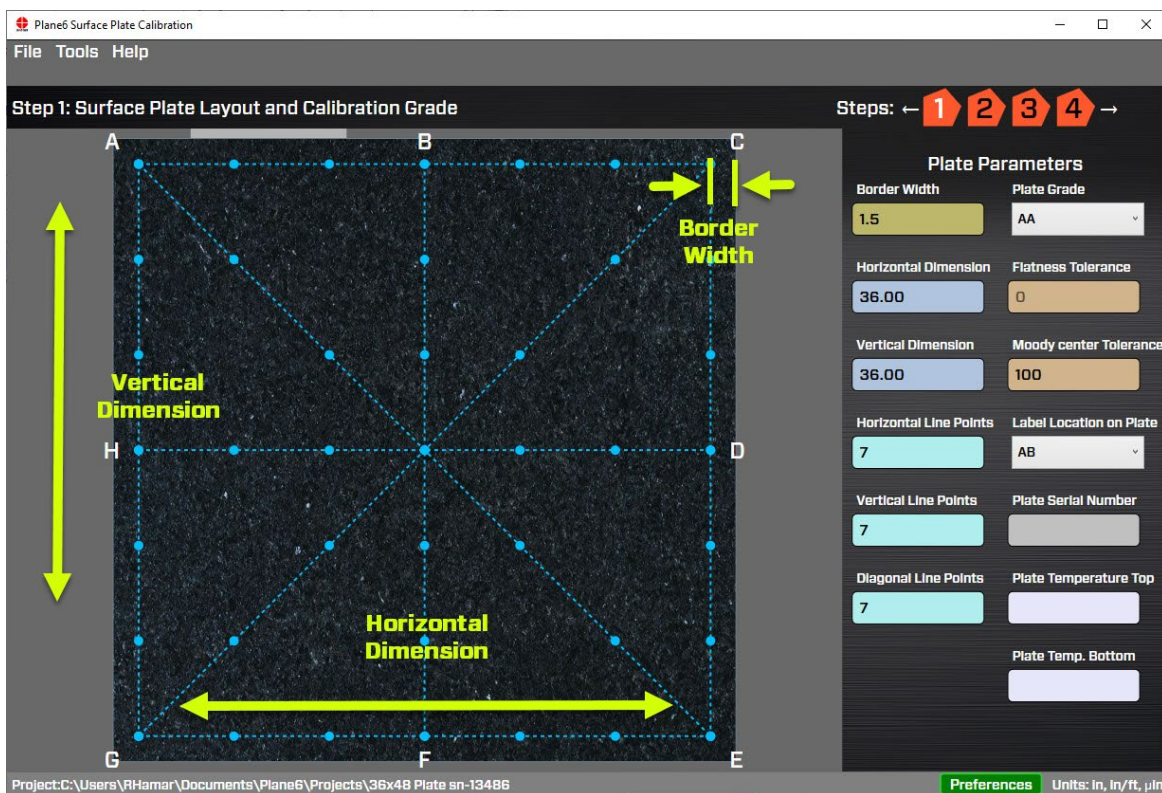 Plane6 Surface Plate Calibration
File Tools Help
Step 1: Surface Plate Layout and Calibration Grade
Steps: ← 1 2 3 4 →
A B C
Border
Width
Vertical
Dimension
H D
Horizontal
Dimension
G F E
Plate Parameters
Border Width Plate Grade
1.5 AA
Horizontal Dimension Flatness Tolerance
36.00 0
Vertical Dimension Moody center Tolerance
36.00 100
Horizontal Line Points Label Location on Plate
7 AB
Vertical Line Points Plate Serial Number
7
Diagonal Line Points Plate Temperature Top
7
Plate Temp. Bottom
Project:C:\Users\RHamar\Documents\Plane6\Projects\36x48 Plate sn-13486
Preferences Units: in, in/ft, µin